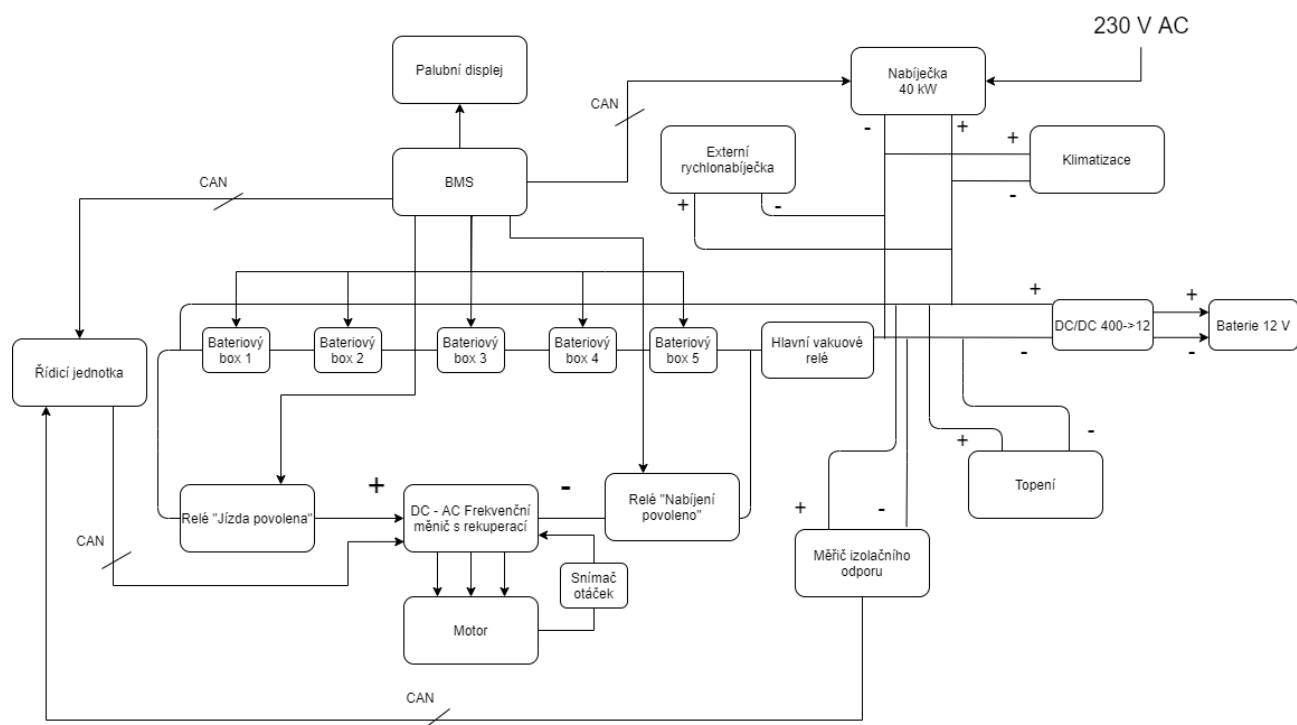 230 V AC
Palubní displej
Nabíječka
40 kW
CAN
-
+
Externí
rychlonabíječka
+
-
+
Klimatizace
-
BMS
CAN
+
-
Bateriový
box 1
Bateriový
box 2
Bateriový
box 3
Bateriový
box 4
Bateriový
box 5
Hlavní vakuové
relé
DC/DC 400->12
+
-
Baterie 12 V
Řídicí jednotka
+
-
Topení
Relé "Jízda povolena"
+
DC - AC Frekvenční
měnič s rekuperací
-
Relé "Nabíjení
povoleno"
+
-
Měřič izolačního
odporu
CAN
Snímač
otáček
Motor
CAN